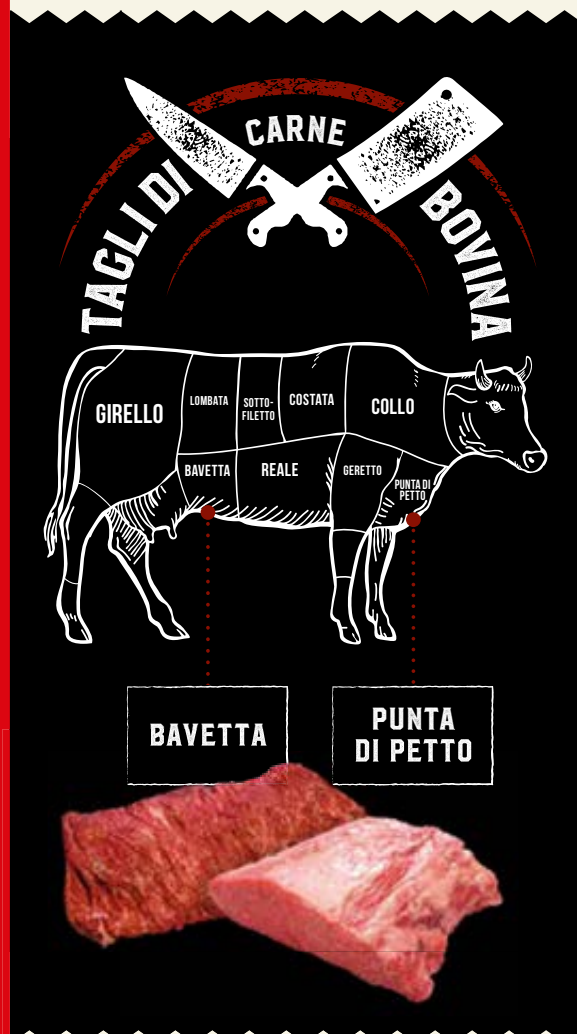 TAGLI DI
CARNE
BOVINA
GIRELLO
LOMBATA
SOTTO-
FILETTO
COSTATA
COLLO
BAVETTA
REALE
GERETTO
PUNTA DI
PETTO
BAVETTA
PUNTA
DI PETTO